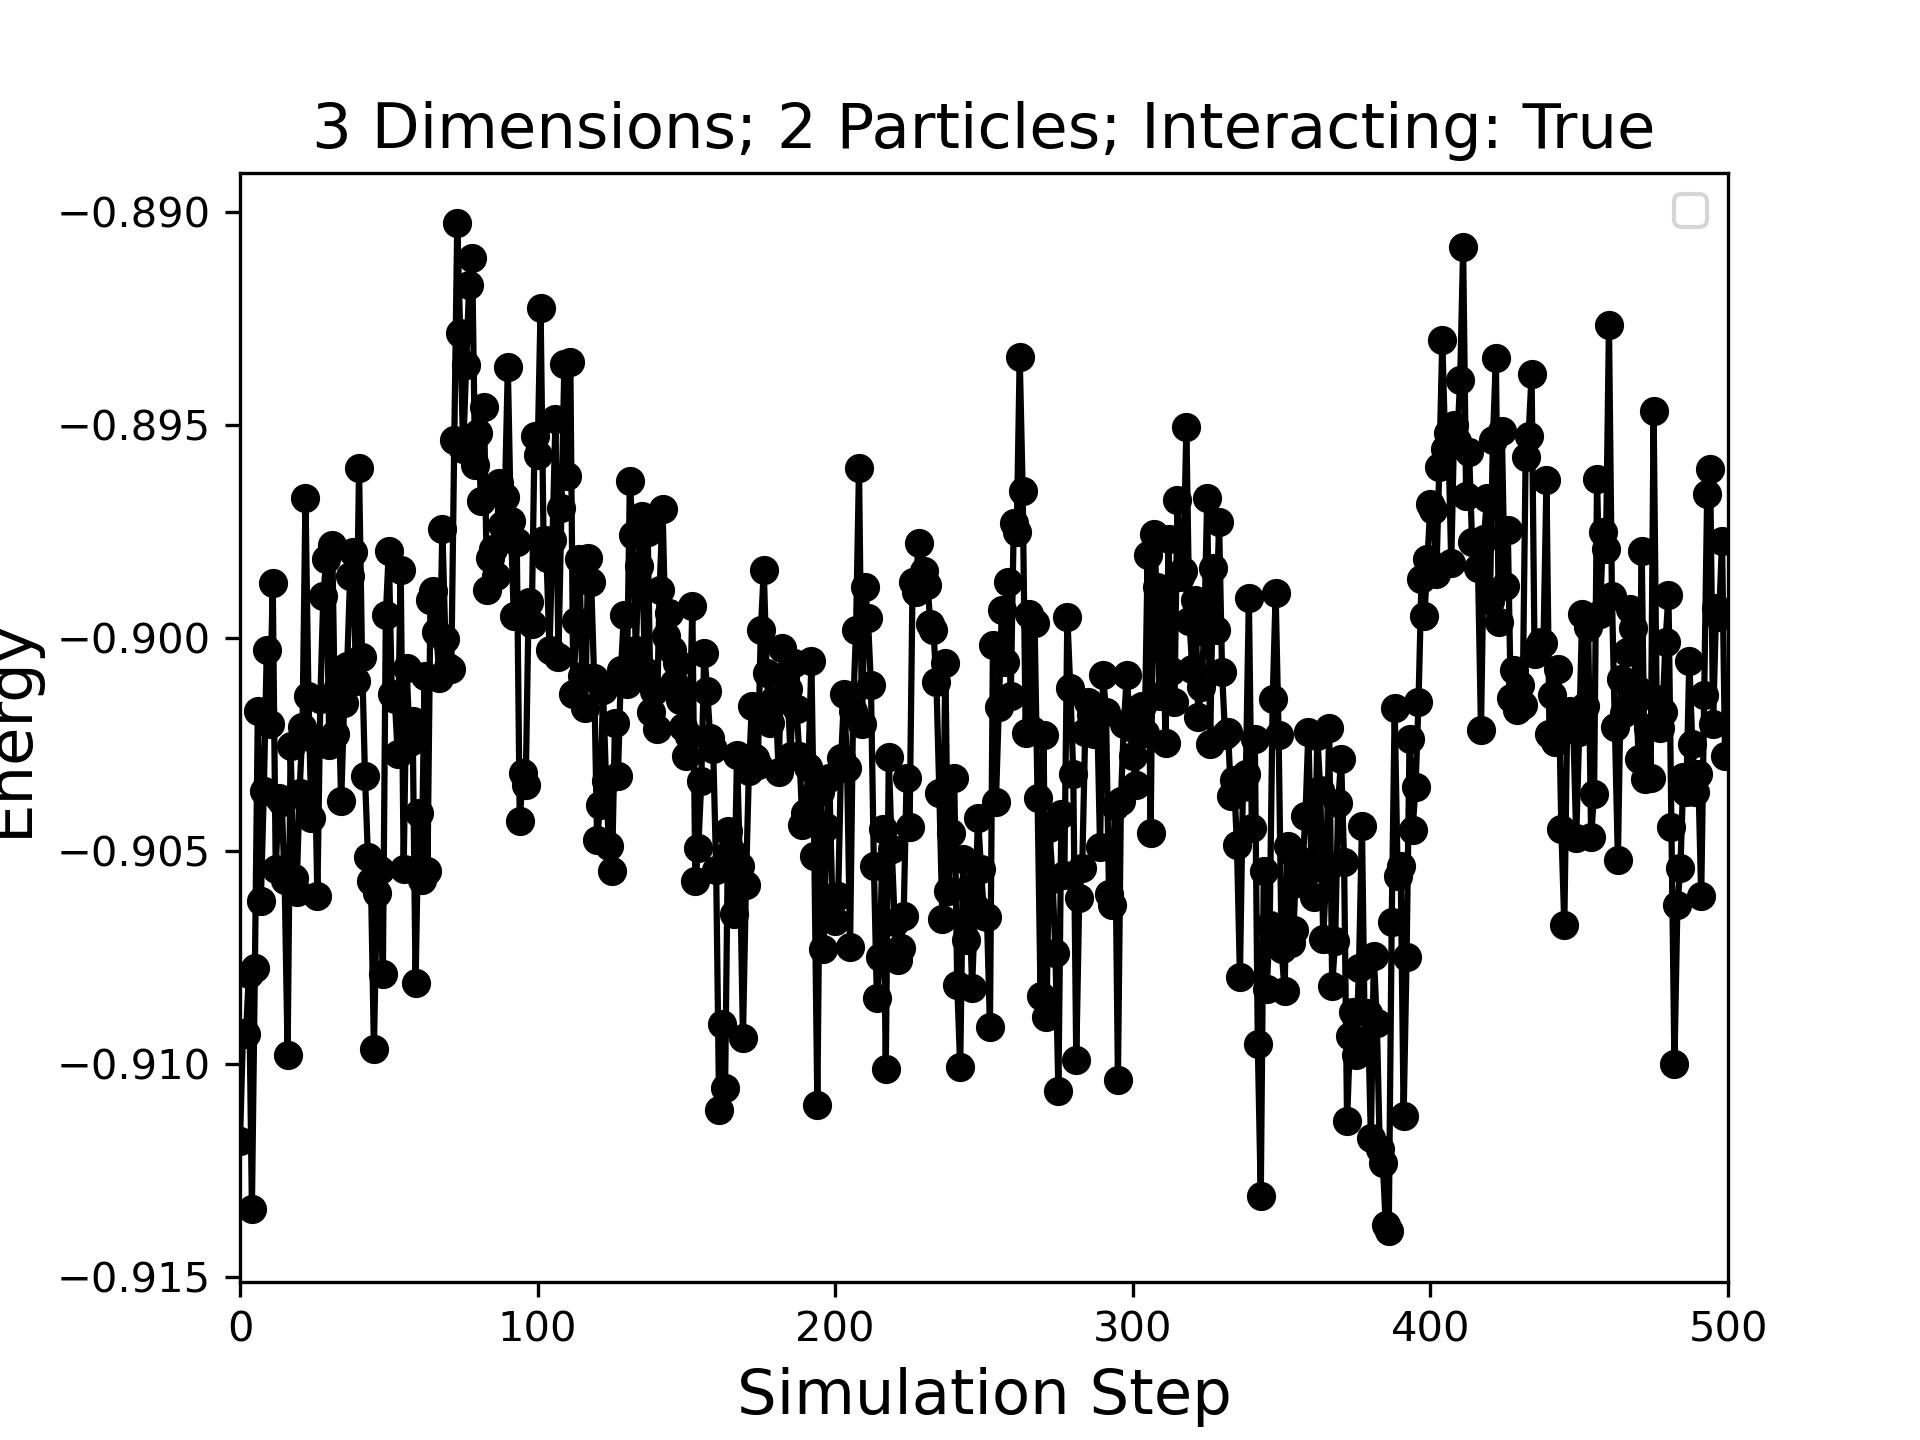 3 Dimensions; 2 Particles; Interacting: True
−0.890
−0.895
−0.900
−0.905
−0.910
−0.915
Energy
0 100 200 300 400 500
Simulation Step